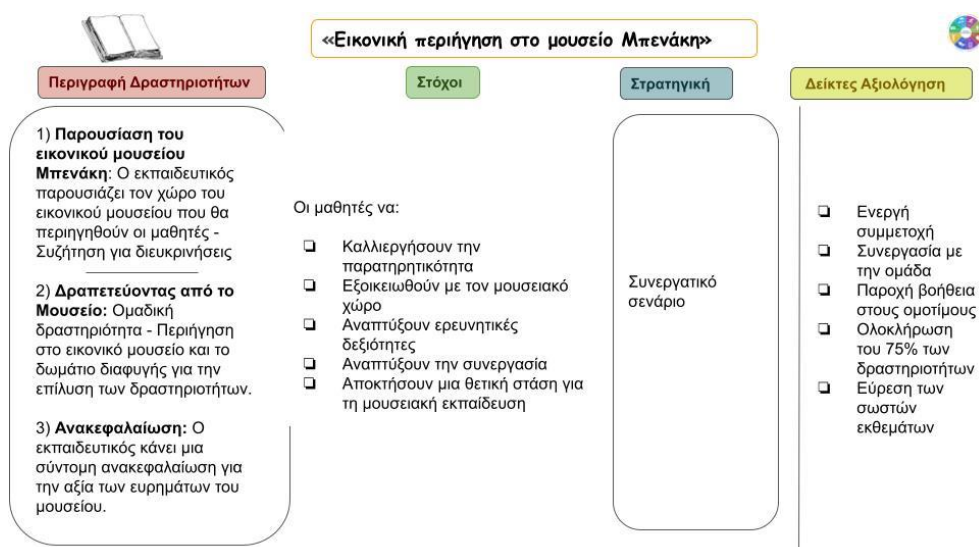 «Εικονική περιήγηση στο μουσείο Μπενάκη»
Περιγραφή Δραστηριοτήτων
Στόχοι
Στρατηγική
Δείκτες Αξιολόγηση
1) Παρουσίαση του
εικονικού μουσείου
Μπενάκη: Ο εκπαιδευτικός
παρουσιάζει τον χώρο του
εικονικού μουσείου που θα
περιηγηθούν οι μαθητές -
Συζήτηση για διευκρινήσεις
2) Δραπετεύοντας από το
Μουσείο: Ομαδική
δραστηριότητα - Περιήγηση
στο εικονικό μουσείο και το
δωμάτιο διαφυγής για την
επίλυση των δραστηριοτήτων.
3) Ανακεφαλαίωση: Ο
εκπαιδευτικός κάνει μια
σύντομη ανακεφαλαίωση για
την αξία των ευρημάτων του
μουσείου.
Οι μαθητές να:
❏ Καλλιεργήσουν την
παρατηρητικότητα
❏ Εξοικειωθούν με τον μουσειακό
χώρο
❏ Αναπτύξουν ερευνητικές
δεξιότητες
❏ Αναπτύξουν την συνεργασία
❏ Αποκτήσουν μια θετική στάση για
τη μουσειακή εκπαίδευση
Συνεργατικό
σενάριο
❏ Ενεργή
συμμετοχή
❏ Συνεργασία με
την ομάδα
❏ Παροχή βοήθεια
στους ομοτίμους
❏ Ολοκλήρωση
του 75% των
δραστηριοτήτων
❏ Εύρεση των
σωστών
εκθεμάτων